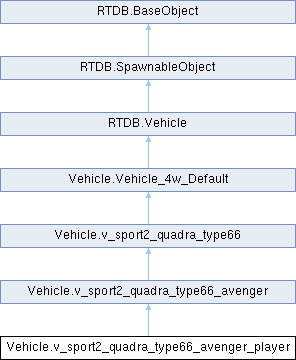 RTDB.BaseObject
RTDB.SpawnableObject
RTDB.Vehicle
Vehicle.Vehicle_4w_Default
Vehicle.v_sport2_quadra_type66
Vehicle.v_sport2_quadra_type66_avenger
Vehicle.v_sport2_quadra_type66_avenger_player